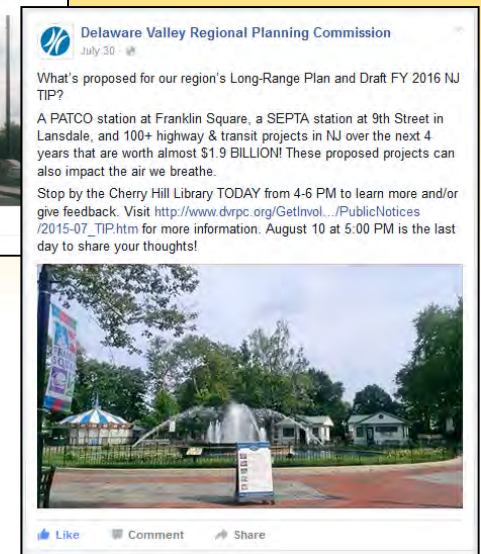 Delaware Valley Regional Planning Commission
July 30 ·
What's proposed for our region's Long-Range Plan and Draft FY 2016 NJ
TIP?
A PATCO station at Franklin Square, a SEPTA station at 9th Street in
Lansdale, and 100+ highway & transit projects in NJ over the next 4
years that are worth almost $1.9 BILLION! These proposed projects can
also impact the air we breathe.
Stop by the Cherry Hill Library TODAY from 4-6 PM to learn more and/or
give feedback. Visit http://www.dvrpc.org/GetInvol.../PublicNotices
/2015-07_TIP.htm for more information. August 10 at 5:00 PM is the last
day to share your thoughts!
Like Comment Share